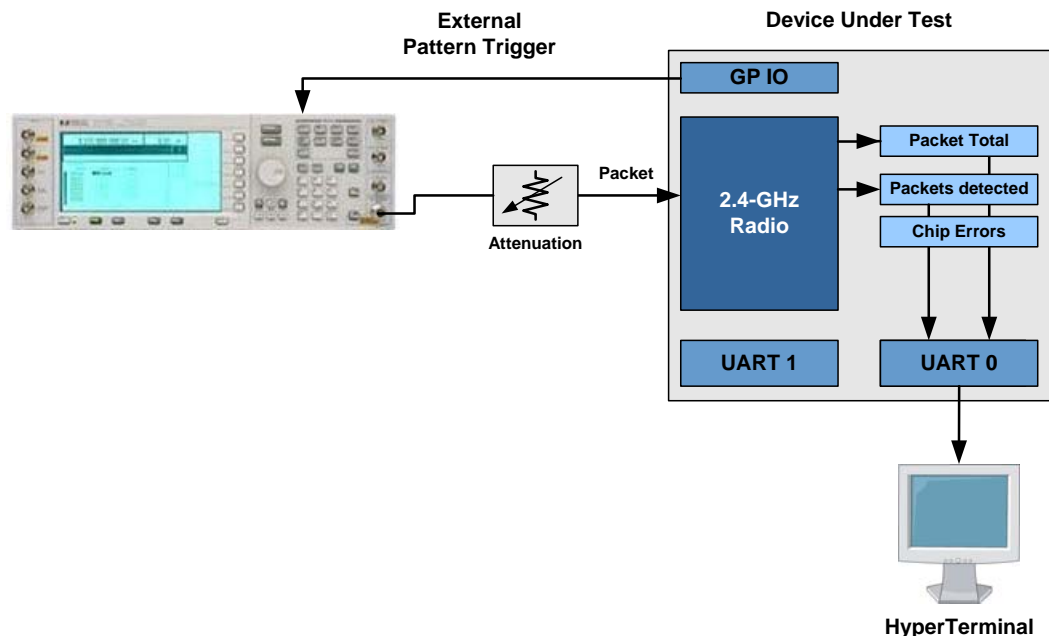 External
Pattern Trigger
Device Under Test
GP IO
Packet Total
Packet
Packets detected
2.4-GHz
Radio
Chip Errors
Attenuation
UART 1
UART 0
HyperTerminal